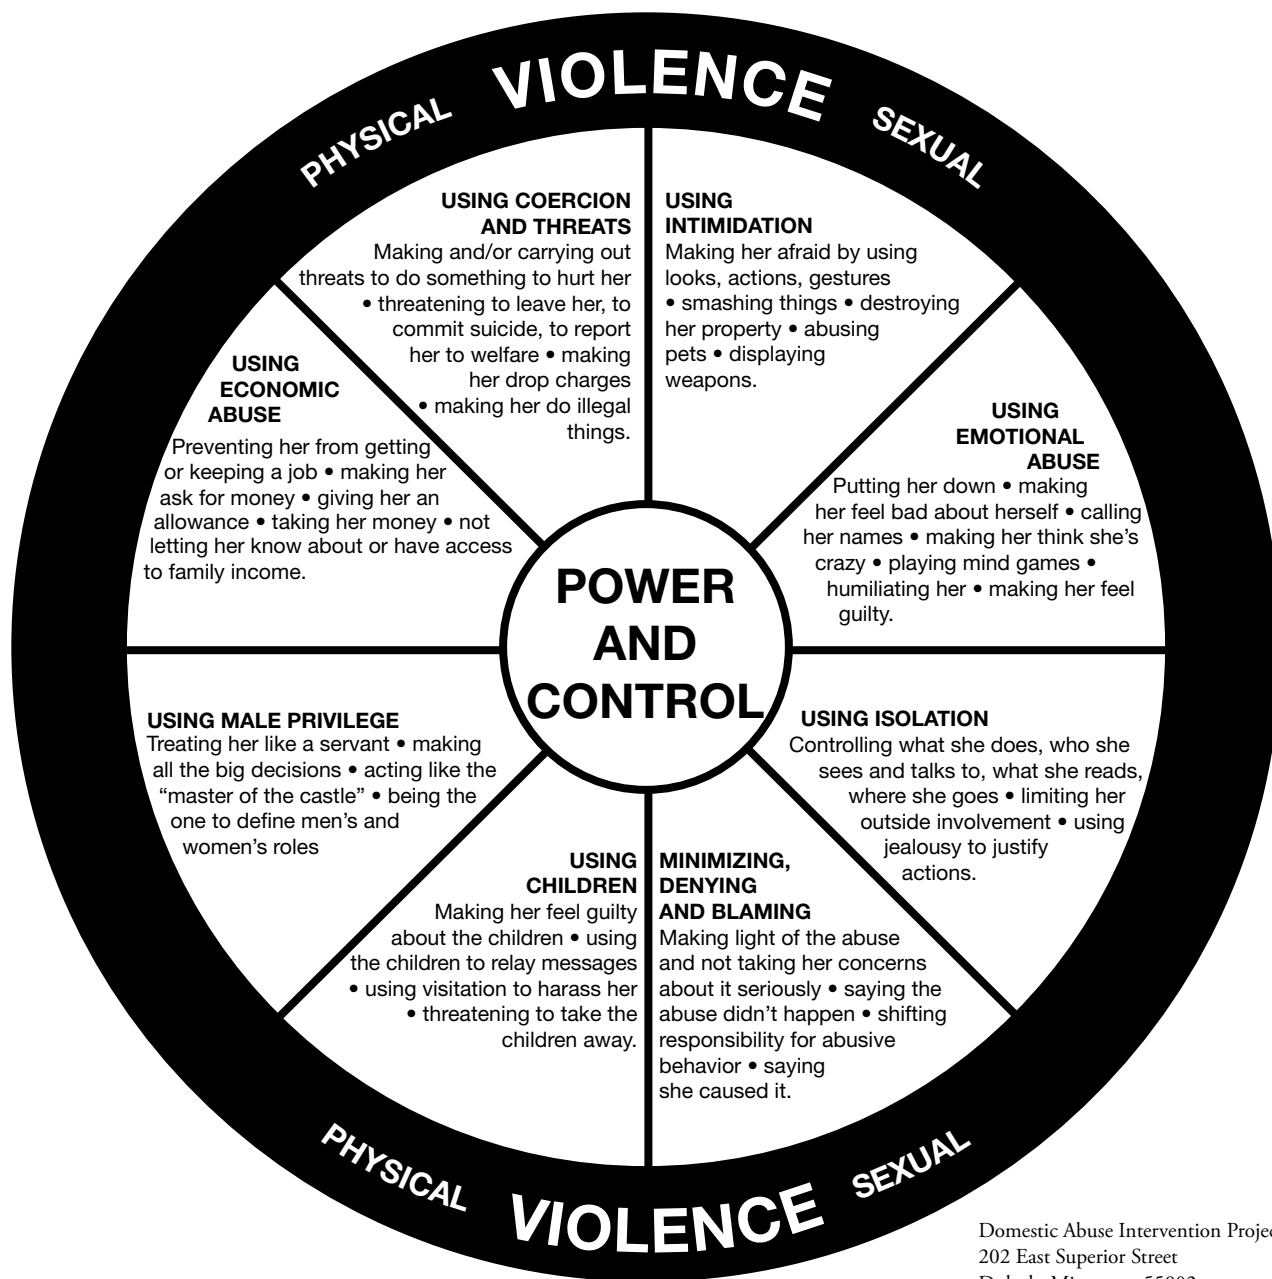 PHYSICAL VIOLENCE SEXUAL
USING COERCION
AND THREATS
Making and/or carrying out
threats to do something to hurt her
• threatening to leave her, to
commit suicide, to report
her to welfare • making
her drop charges
• making her do illegal
things.
USING
INTIMIDATION
Making her afraid by using
looks, actions, gestures
• smashing things • destroying
her property • abusing
pets • displaying
weapons.
USING
ECONOMIC
ABUSE
Preventing her from getting
or keeping a job • making her
ask for money • giving her an
allowance • taking her money • not
letting her know about or have access
to family income.
USING
EMOTIONAL
ABUSE
Putting her down • making
her feel bad about herself • calling
her names • making her think she’s
crazy • playing mind games •
humiliating her • making her feel
guilty.
POWER
AND
CONTROL
USING MALE PRIVILEGE
Treating her like a servant • making
all the big decisions • acting like the
“master of the castle” • being the
one to define men’s and
women’s roles
USING ISOLATION
Controlling what she does, who she
sees and talks to, what she reads,
where she goes • limiting her
outside involvement • using
jealousy to justify
actions.
USING
CHILDREN
Making her feel guilty
about the children • using
the children to relay messages
• using visitation to harass her
• threatening to take the
children away.
MINIMIZING,
DENYING
AND BLAMING
Making light of the abuse
and not taking her concerns
about it seriously • saying the
abuse didn’t happen • shifting
responsibility for abusive
behavior • saying
she caused it.
PHYSICAL VIOLENCE SEXUAL
Domestic Abuse Intervention
202 East Superior Street